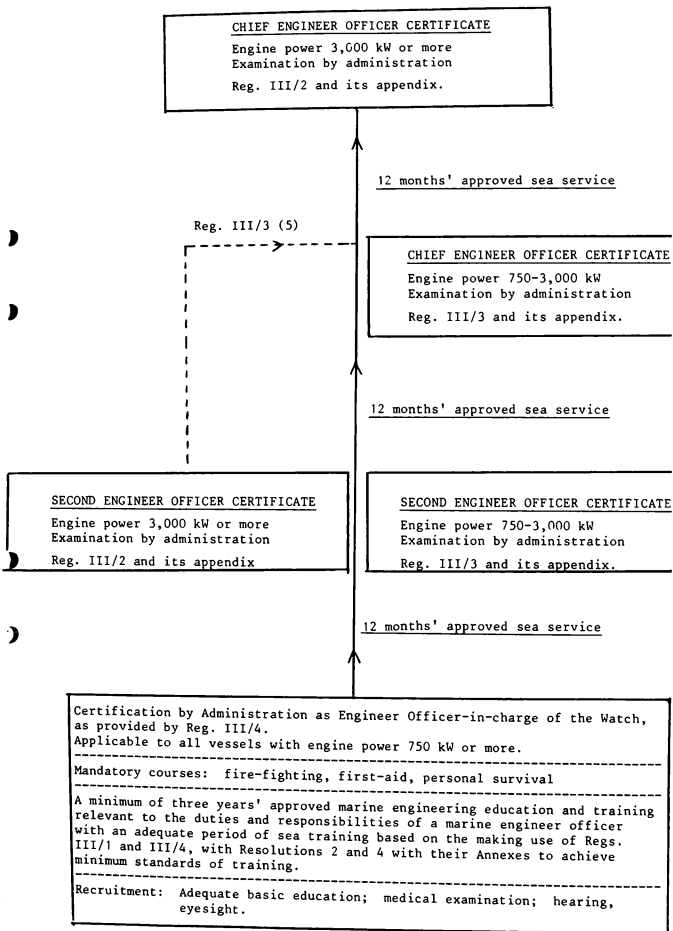 CHIEF ENGINEER OFFICER CERTIFICATE
Engine power 3,000 kW or more
Examination by administration
Reg. III/2 and its appendix.
12 months' approved sea service
Reg. III/3 (5)
CHIEF ENGINEER OFFICER CERTIFICATE
Engine power 750-3,000 kW
Examination by administration
Reg. III/3 and its appendix.
12 months' approved sea service
SECOND ENGINEER OFFICER CERTIFICATE
Engine power 3,000 kW or more
Examination by administration
Reg. III/2 and its appendix
SECOND ENGINEER OFFICER CERTIFICATE
Engine power 750-3,000 kW
Examination by administration
Reg. III/3 and its appendix.
12 months' approved sea service
Certification by Administration as Engineer Officer-in-charge of the Watch,
as provided by Reg. III/4.
Applicable to all vessels with engine power 750 kW or more.
Mandatory courses: fire-fighting, first-aid, personal survival
A minimum of three years' approved marine engineering education and training
relevant to the duties and responsibilities of a marine engineer officer
with an adequate period of sea training based on the making use of Regs.
III/1 and III/4, with Resolutions 2 and 4 with their Annexes to achieve
minimum standards of training.
Recruitment: Adequate basic education; medical examination; hearing,
eyesight.